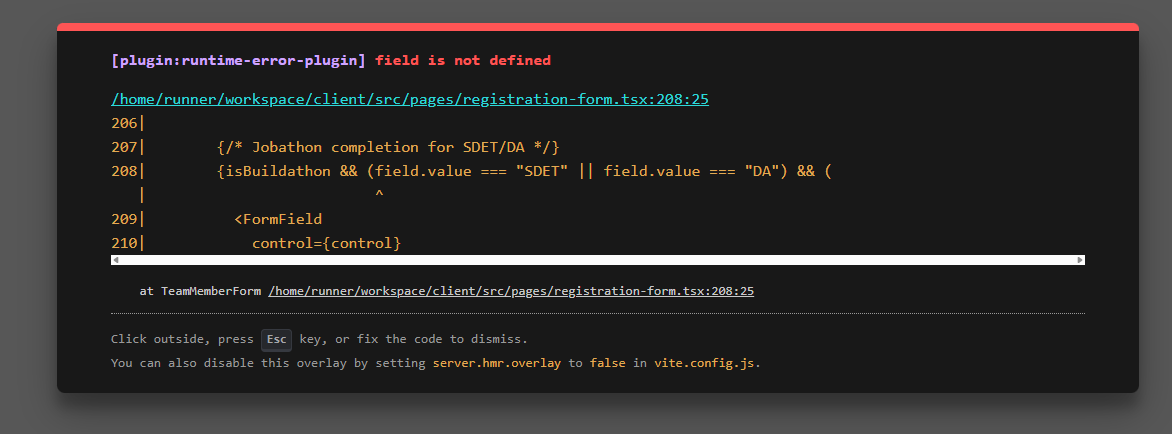 [plugin:runtime-error-plugin] field is not defined
/home/runner/workspace/client/src/pages/registration-form.tsx:208:25
206|
207|        {/* Jobathon completion for SDET/DA */}
208|        {isBuildathon && (field.value === "SDET" || field.value === "DA") && (
   |                          ^
209|          <FormField
210|            control={control}
at TeamMemberForm /home/runner/workspace/client/src/pages/registration-form.tsx:208:25
Click outside, press Esc key, or fix the code to dismiss.
You can also disable this overlay by setting server.hmr.overlay to false in vite.config.js.